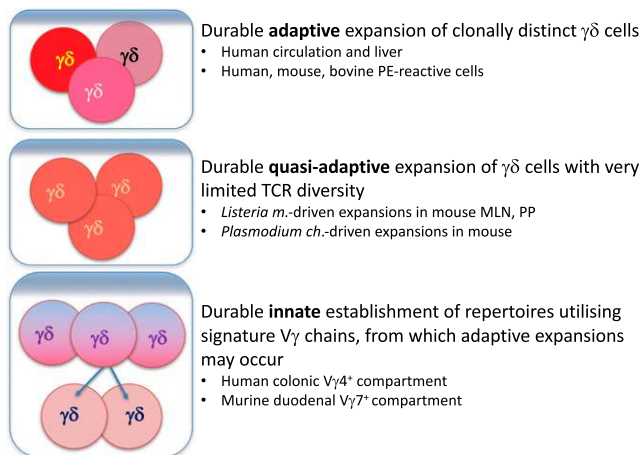 γδ
γδ
γδ
Durable adaptive expansion of clonally distinct γδ cells
• Human circulation and liver
• Human, mouse, bovine PE-reactive cells
γδ
γδ
γδ
Durable quasi-adaptive expansion of γδ cells with very
limited TCR diversity
• Listeria m.-driven expansions in mouse MLN, PP
• Plasmodium ch.-driven expansions in mouse
γδ γδ γδ
γδ γδ
Durable innate establishment of repertoires utilising
signature Vγ chains, from which adaptive expansions
may occur
• Human colonic Vγ4⁺ compartment
• Murine duodenal Vγ7⁺ compartment